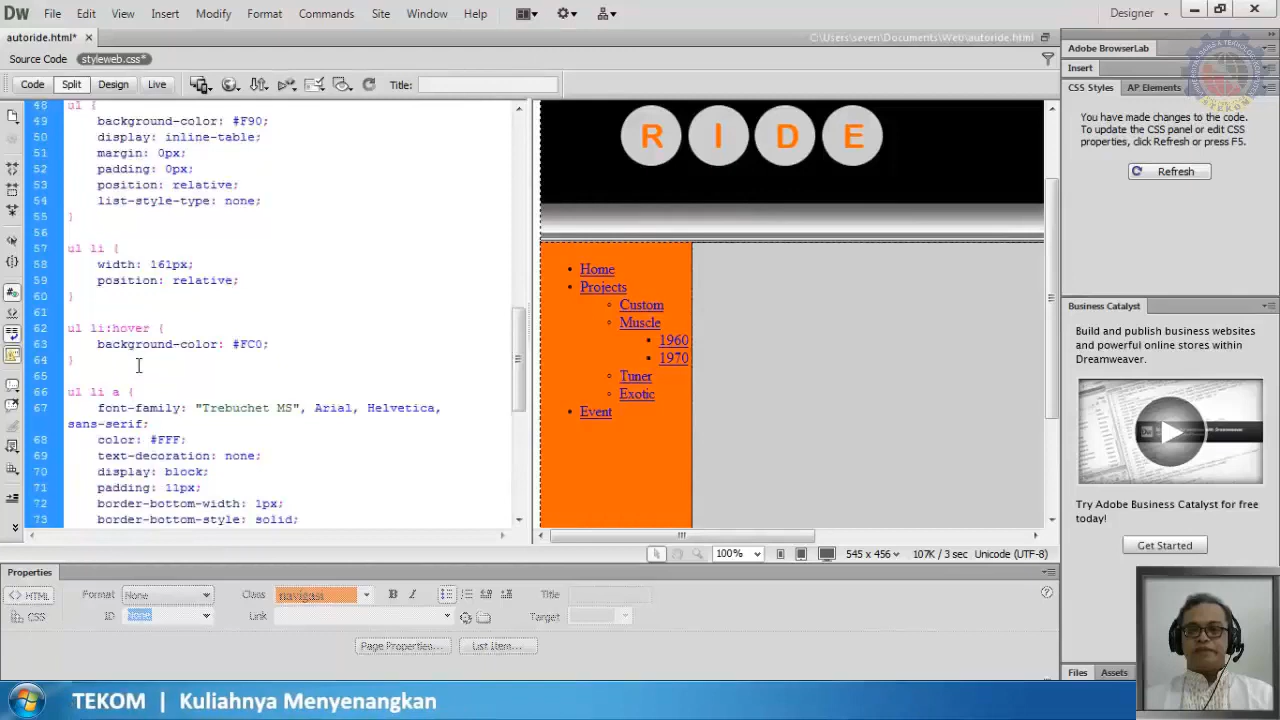 Dw File Edit View Insert Modify Format Commands Site Window Help Designer
autoride.html* C:\Users\seven\Documents\Web\autoride.html
Source Code styleweb.css*
Code Split Design Live Title:
48 ul {
49 background-color: #F90;
50 display: inline-table;
51 margin: 0px;
52 padding: 0px;
53 position: relative;
54 list-style-type: none;
55 }
56
57 ul li {
58 width: 161px;
59 position: relative;
60 }
61
62 ul li:hover {
63 background-color: #FC0;
64 }
65
66 ul li a {
67 font-family: "Trebuchet MS", Arial, Helvetica,
sans-serif;
68 color: #FFF;
69 text-decoration: none;
70 display: block;
71 padding: 11px;
72 border-bottom-width: 1px;
73 border-bottom-style: solid;
R I D E
Home
Projects
Custom
Muscle
1960
1970
Tuner
Exotic
Event
100% 545 x 456 107K / 3 sec Unicode (UTF-8)
Adobe BrowserLab
Insert
CSS Styles AP Elements
You have made changes to the code.
To update the CSS panel or edit CSS
properties, click Refresh or press F5.
Refresh
Business Catalyst
Build and publish business websites
and powerful online stores within
Dreamweaver.
Try Adobe Business Catalyst for free
today!
Get Started
Files Assets
Properties
HTML Format None Class navigasi B I Title
CSS ID None Link Target
Page Properties... List Item...
TEKOM | Kuliahnya Menyenangkan